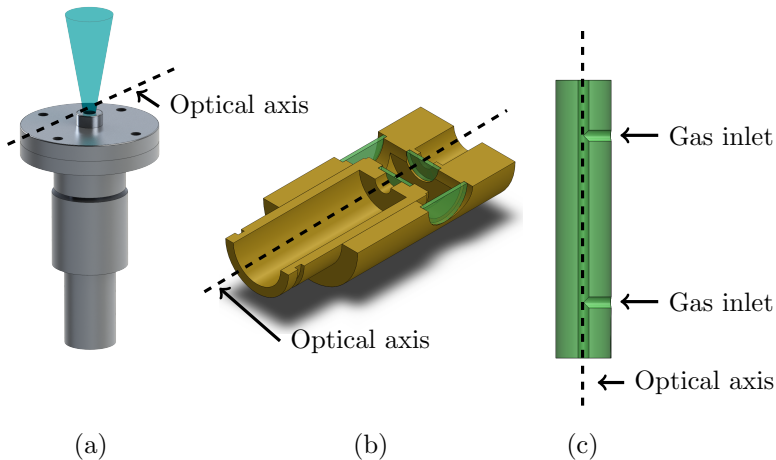 Optical axis
Optical axis
Gas inlet
Gas inlet
Optical axis
(a)
(b)
(c)